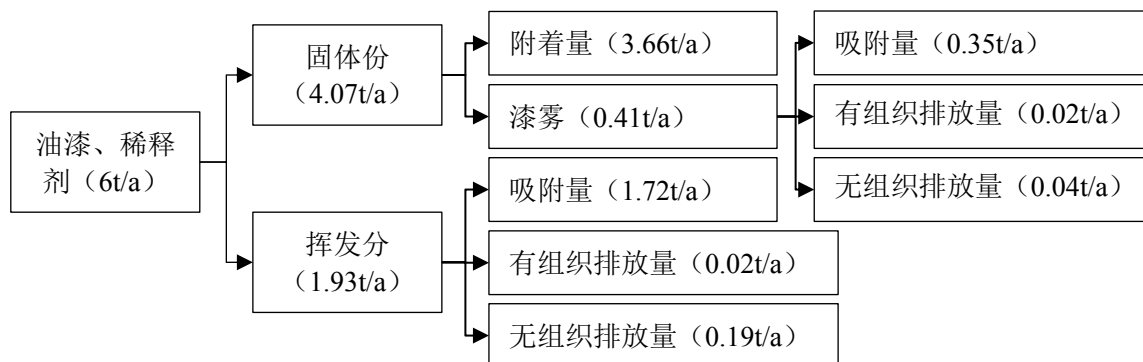 油漆、稀释
剂（6t/a）
固体份
（4.07t/a）
挥发分
（1.93t/a）
附着量（3.66t/a）
漆雾（0.41t/a）
吸附量（1.72t/a）
有组织排放量（0.02t/a）
无组织排放量（0.19t/a）
吸附量（0.35t/a）
有组织排放量（0.02t/a）
无组织排放量（0.04t/a）